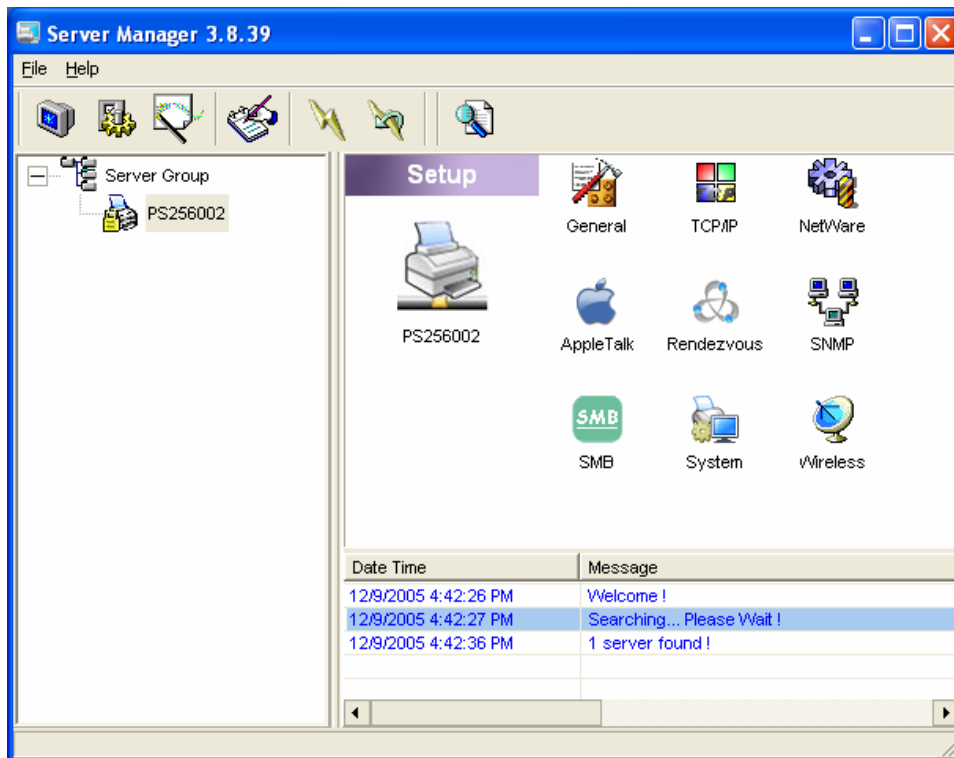 Server Manager 3.8.39
File Help
Server Group
PS256002
Setup
PS256002
General TCP/IP NetWare
AppleTalk Rendezvous SNMP
SMB
SMB System Wireless
Date Time Message
12/9/2005 4:42:26 PM Welcome !
12/9/2005 4:42:27 PM Searching... Please Wait !
12/9/2005 4:42:36 PM 1 server found !